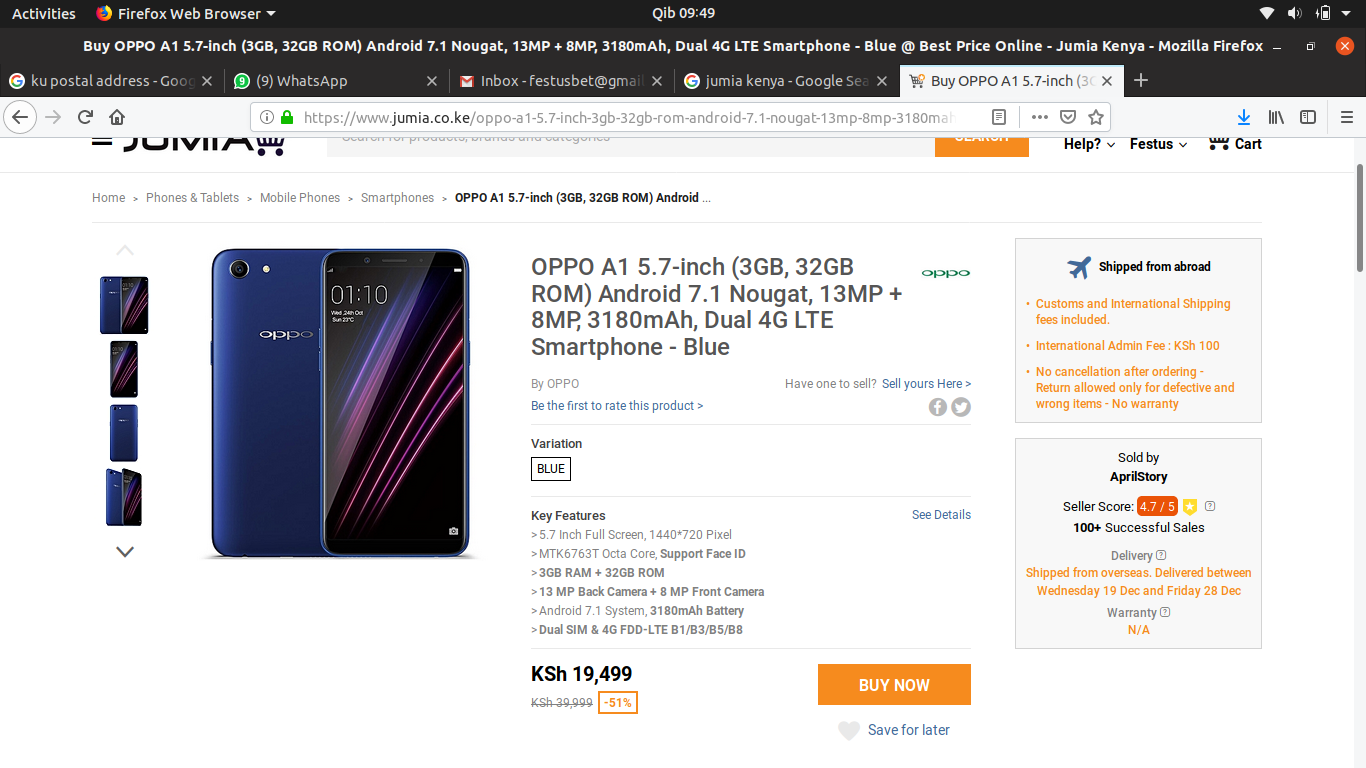 Activities Firefox Web Browser Qib 09:49
Buy OPPO A1 5.7-inch (3GB, 32GB ROM) Android 7.1 Nougat, 13MP + 8MP, 3180mAh, Dual 4G LTE Smartphone - Blue @ Best Price Online - Jumia Kenya - Mozilla Firefox
ku postal address - Goog (9) WhatsApp Inbox - festusbet@gmail jumia kenya - Google Sea Buy OPPO A1 5.7-inch (3G
https://www.jumia.co.ke/oppo-a1-5.7-inch-3gb-32gb-rom-android-7.1-nougat-13mp-8mp-3180mah-
JUMIA Search for products, brands and categories SEARCH Help? Festus Cart
Home > Phones & Tablets > Mobile Phones > Smartphones > OPPO A1 5.7-inch (3GB, 32GB ROM) Android ...
oppo
01:10
Wed ,24th Oct
Sun 23°C
OPPO A1 5.7-inch (3GB, 32GB
ROM) Android 7.1 Nougat, 13MP +
8MP, 3180mAh, Dual 4G LTE
Smartphone - Blue
oppo
By OPPO Have one to sell? Sell yours Here >
Be the first to rate this product >
Variation
BLUE
Key Features See Details
> 5.7 Inch Full Screen, 1440*720 Pixel
> MTK6763T Octa Core, Support Face ID
> 3GB RAM + 32GB ROM
> 13 MP Back Camera + 8 MP Front Camera
> Android 7.1 System, 3180mAh Battery
> Dual SIM & 4G FDD-LTE B1/B3/B5/B8
KSh 19,499
KSh 39,999 -51%
BUY NOW
Save for later
Shipped from abroad
• Customs and International Shipping
fees included.
• International Admin Fee : KSh 100
• No cancellation after ordering -
Return allowed only for defective and
wrong items - No warranty
Sold by
AprilStory
Seller Score: 4.7 / 5 ?
100+ Successful Sales
Delivery ?
Shipped from overseas. Delivered between
Wednesday 19 Dec and Friday 28 Dec
Warranty ?
N/A